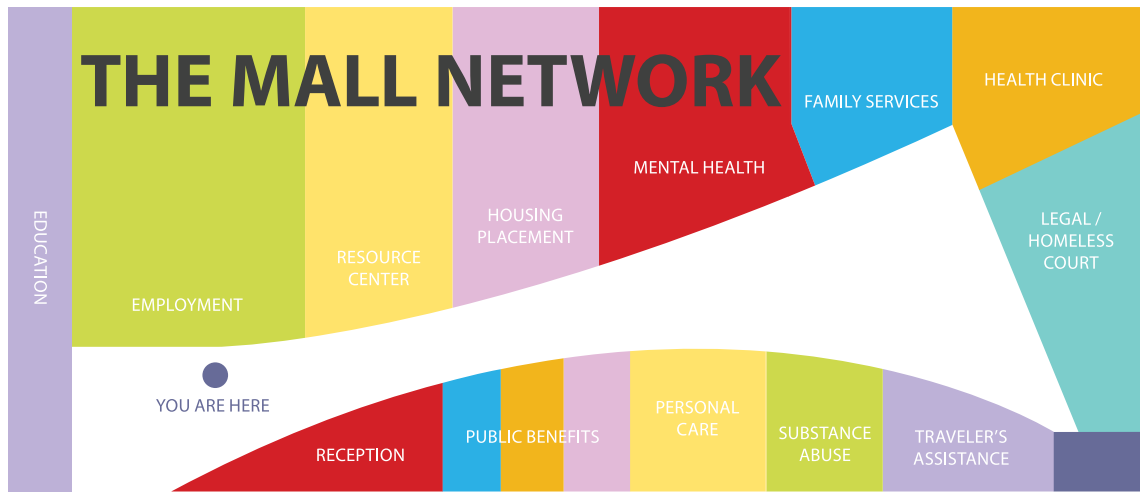 THE MALL NETWORK
EDUCATION
EMPLOYMENT
RESOURCE
CENTER
HOUSING
PLACEMENT
MENTAL HEALTH
FAMILY SERVICES
HEALTH CLINIC
LEGAL /
HOMELESS
COURT
YOU ARE HERE
RECEPTION
PUBLIC BENEFITS
PERSONAL
CARE
SUBSTANCE
ABUSE
TRAVELER'S
ASSISTANCE